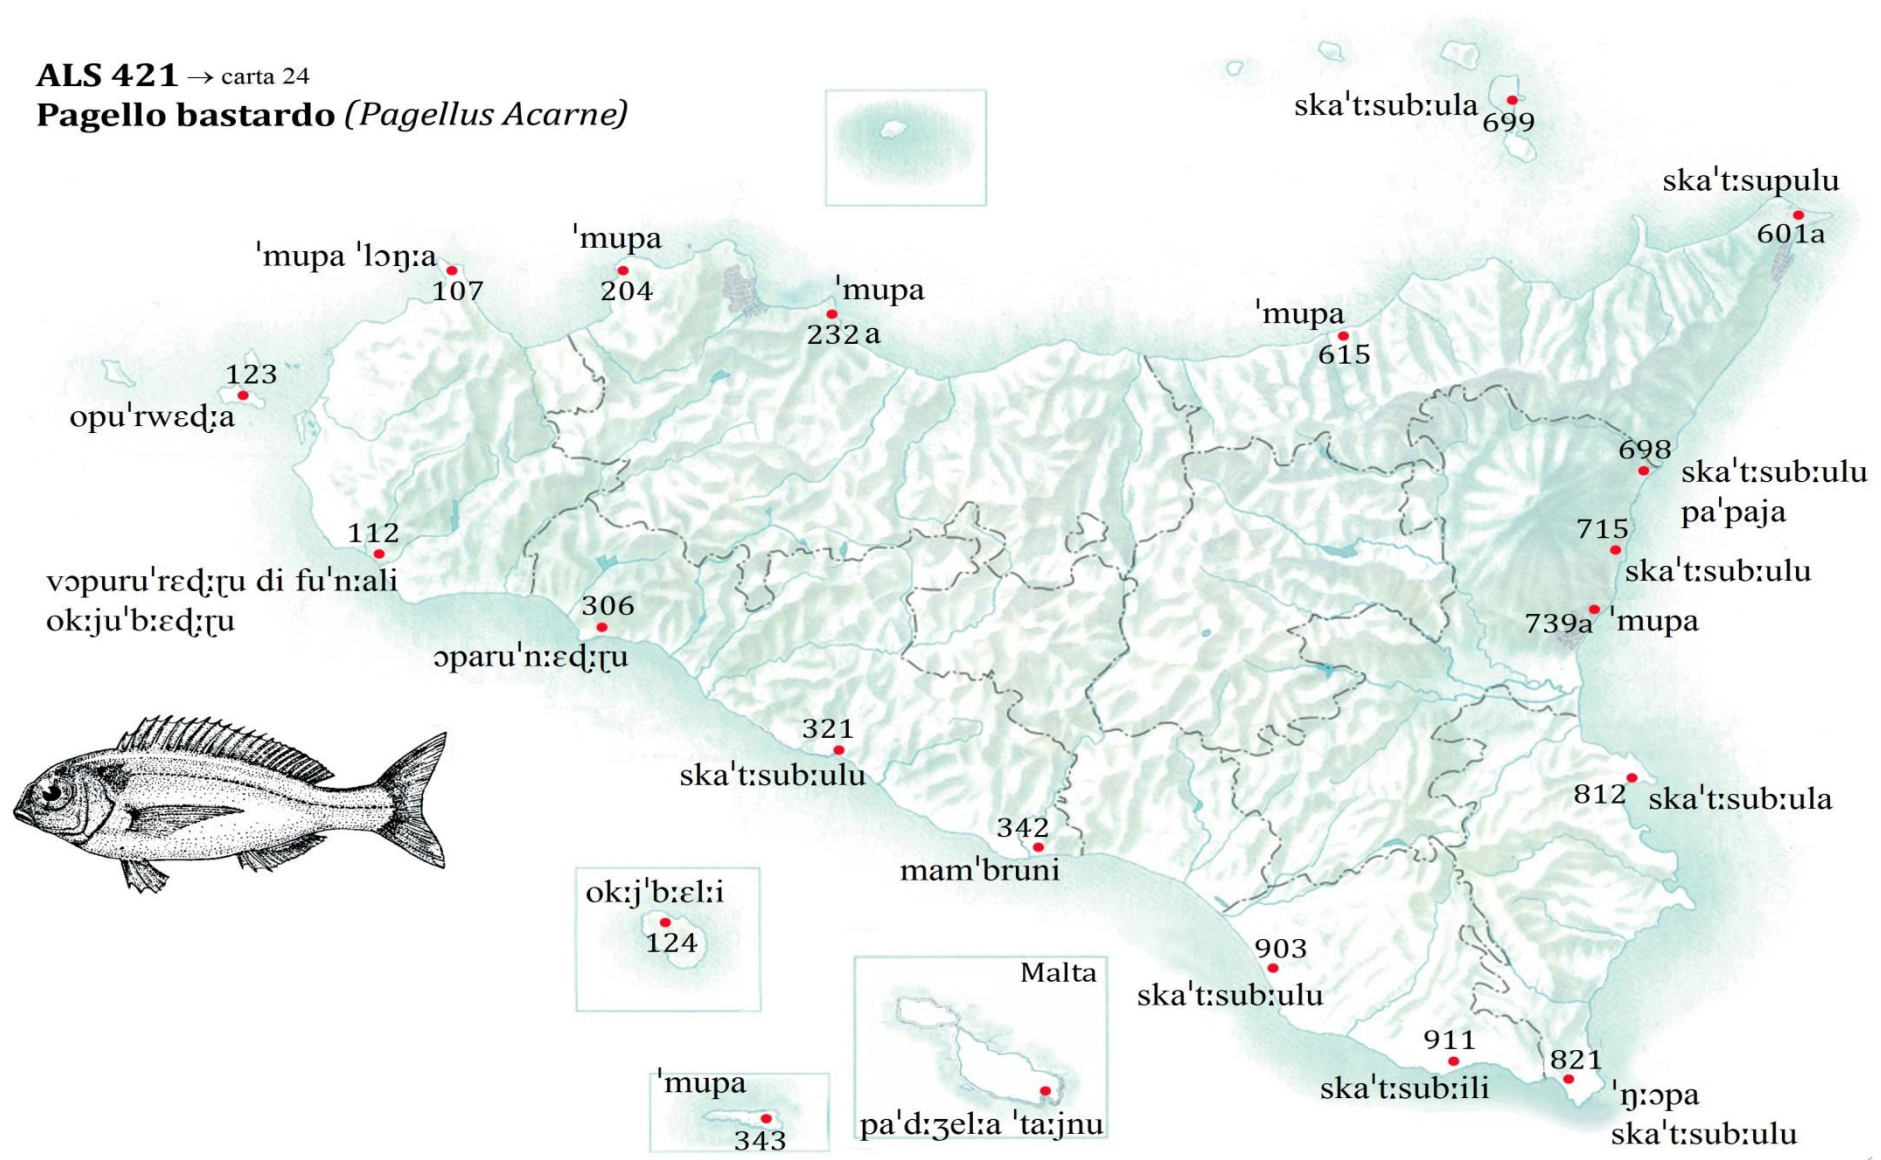 ALS 421 → carta 24
Pagello bastardo (Pagellus Acarne)
skaˈtːsubːula
699
skaˈtːsupulu
601a
ˈmupa ˈlɔŋːa
107
ˈmupa
204
ˈmupa
232 a
ˈmupa
615
123
opuˈrwɛɖːa
698
skaˈtːsubːulu
paˈpaja
715
skaˈtːsubːulu
112
vɔpuruˈrɛɖːɽu di fuˈnːali
okːjuˈbːɛɖːɽu
306
ɔparuˈnːɛɖːɽu
739a ˈmupa
321
skaˈtːsubːulu
812 skaˈtːsubːula
342
mamˈbruni
okːjˈbːɛlːi
124
903
skaˈtːsubːulu
Malta
paˈdːʒelːa ˈtaːjnu
911
skaˈtːsubːili
821
ˈŋːɔpa
skaˈtːsubːulu
ˈmupa
343